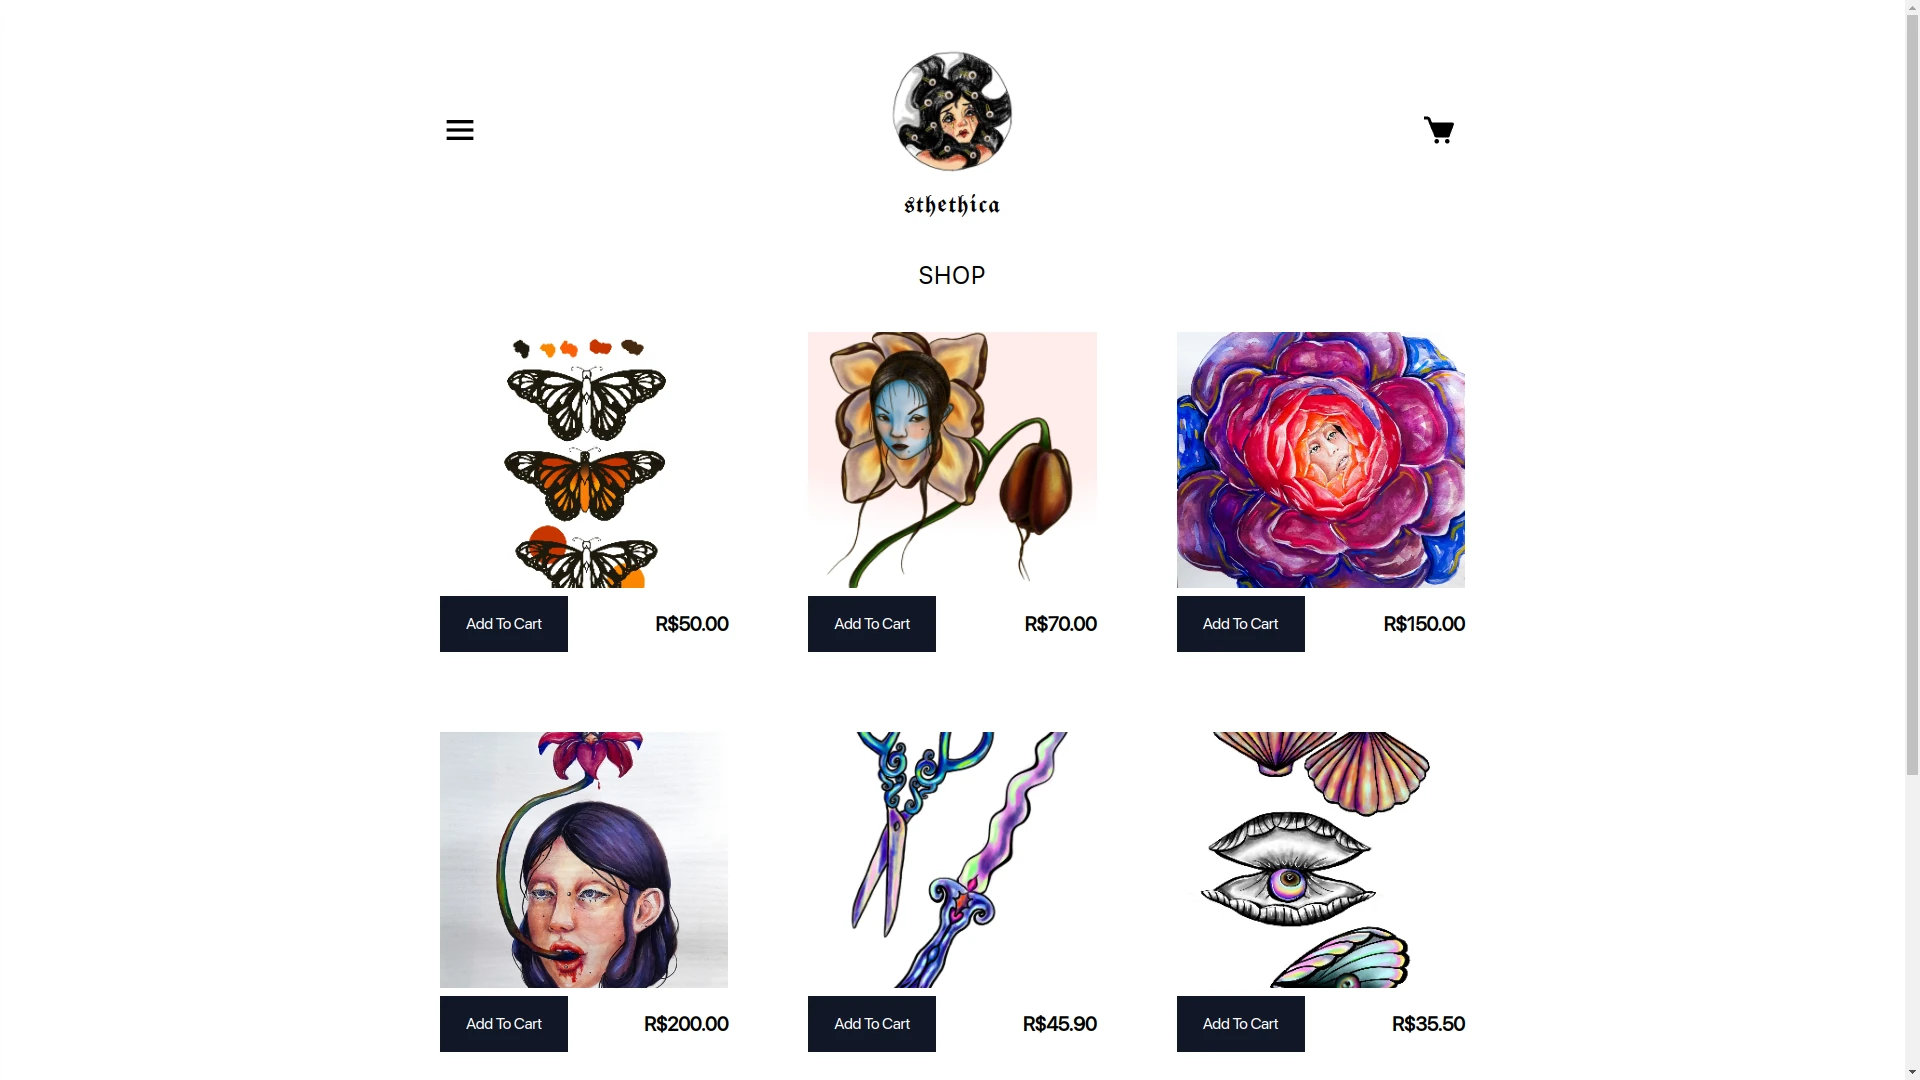 sthethica
SHOP
Add To Cart R$50.00
Add To Cart R$70.00
Add To Cart R$150.00
Add To Cart R$200.00
Add To Cart R$45.90
Add To Cart R$35.50